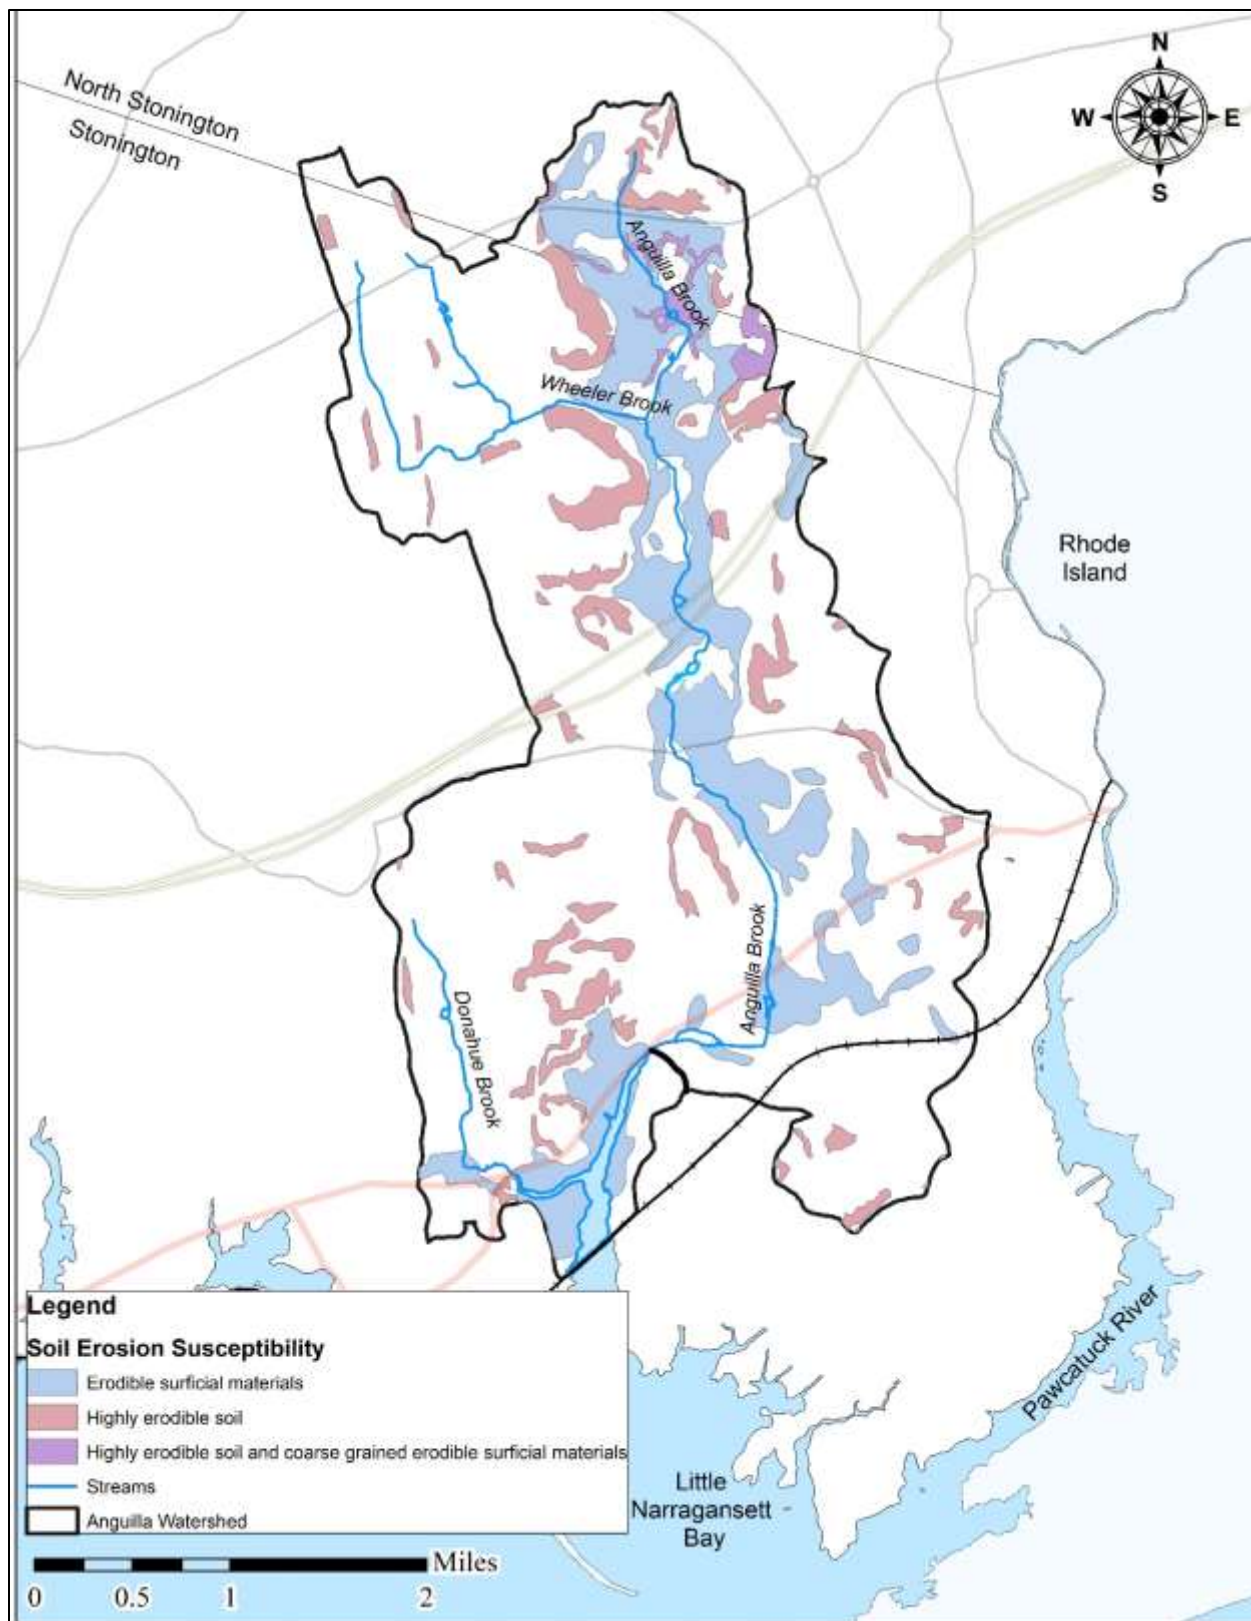 N
W
E
S
North Stonington
Stonington
Anguilla Brook
Wheeler Brook
Rhode
Island
Anguilla Brook
Donahue Brook
Pawcatuck River
Little
Narragansett
Bay
Legend
Soil Erosion Susceptibility
Erodible surficial materials
Highly erodible soil
Highly erodible soil and coarse grained erodible surficial materials
Streams
Anguilla Watershed
Miles
0 0.5 1 2